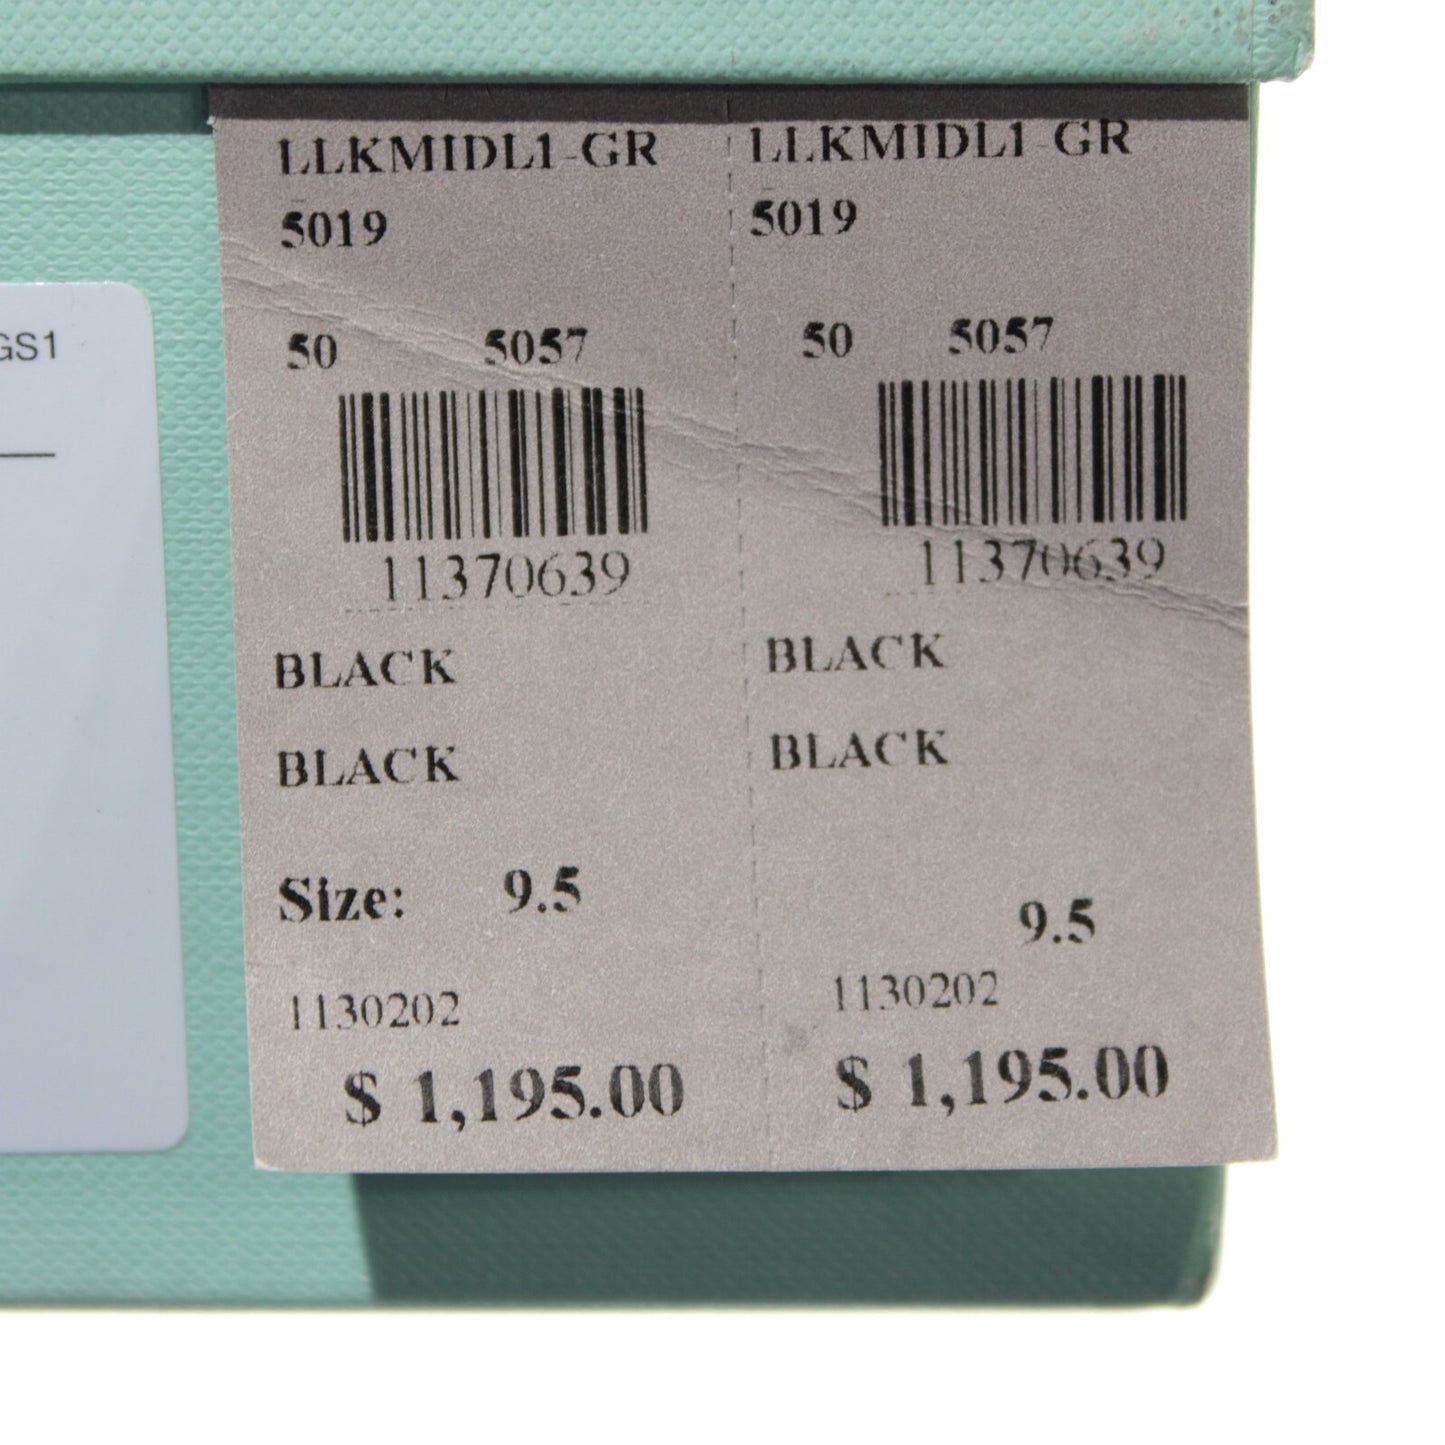 GS1
LLKMIDL1-GR
5019
50 5057
11370639
BLACK
BLACK
Size: 9.5
1130202
$ 1,195.00
LLKMIDL1-GR
5019
50 5057
11370639
BLACK
BLACK
9.5
1130202
$ 1,195.00